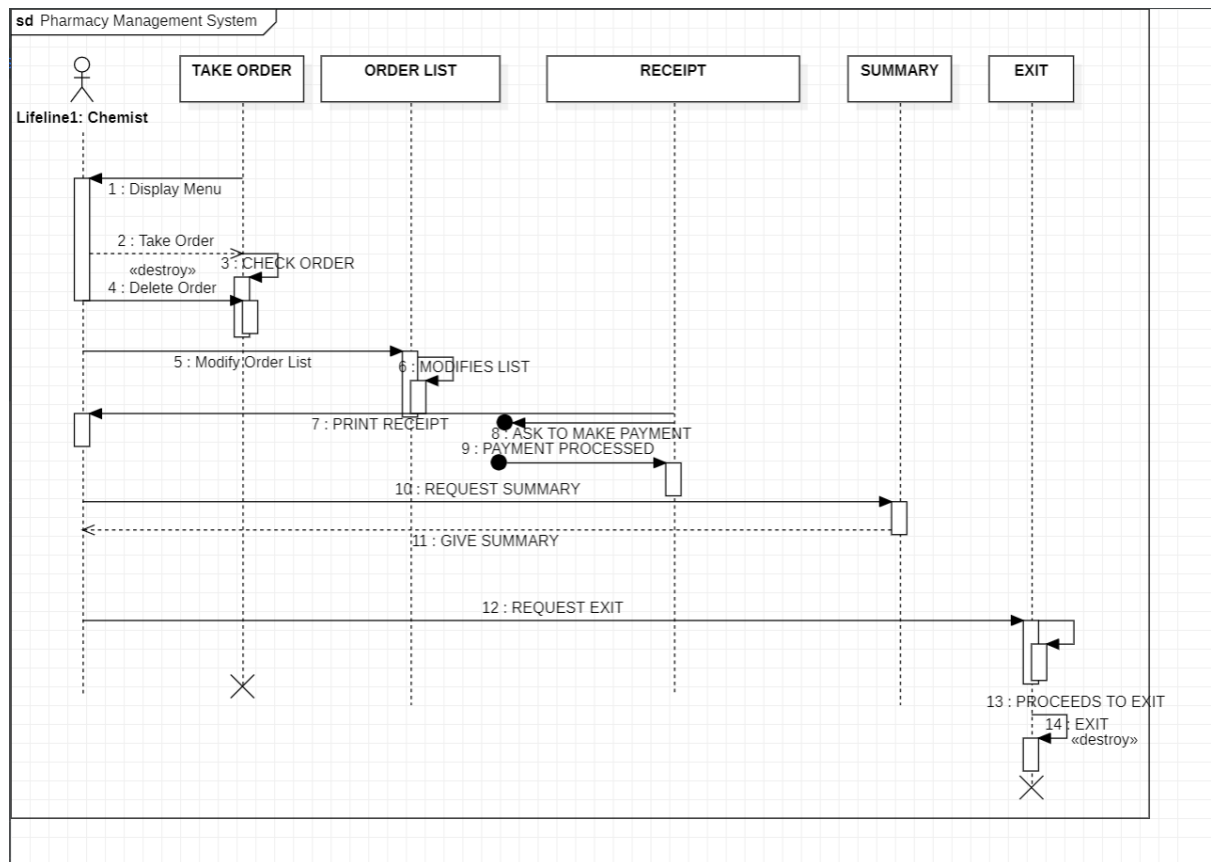 sd Pharmacy Management System
TAKE ORDER
ORDER LIST
RECEIPT
SUMMARY
EXIT
Lifeline1: Chemist
1 : Display Menu
2 : Take Order
3 : CHECK ORDER
«destroy»
4 : Delete Order
5 : Modify Order List
6 : MODIFIES LIST
7 : PRINT RECEIPT
8 : ASK TO MAKE PAYMENT
9 : PAYMENT PROCESSED
10 : REQUEST SUMMARY
11 : GIVE SUMMARY
12 : REQUEST EXIT
13 : PROCEEDS TO EXIT
14 : EXIT
«destroy»